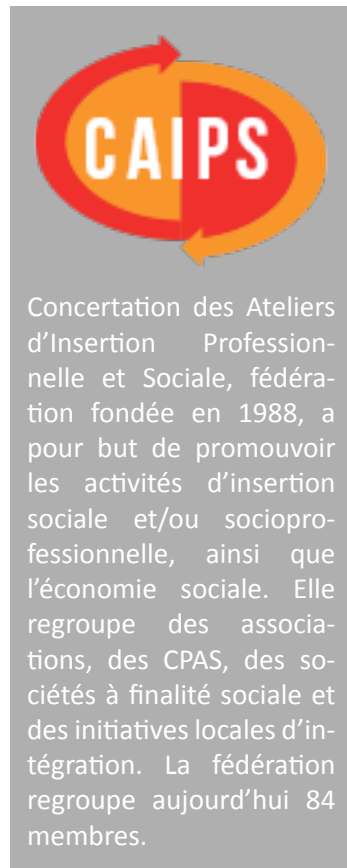 CAIPS
Concertation des Ateliers
d’Insertion Profession-
nelle et Sociale, fédéra-
tion fondée en 1988, a
pour but de promouvoir
les activités d’insertion
sociale et/ou sociopro-
fessionnelle, ainsi que
l’économie sociale. Elle
regroupe des associa-
tions, des CPAS, des so-
ciétés à finalité sociale et
des initiatives locales d’in-
tégration. La fédération
regroupe aujourd’hui 84
membres.